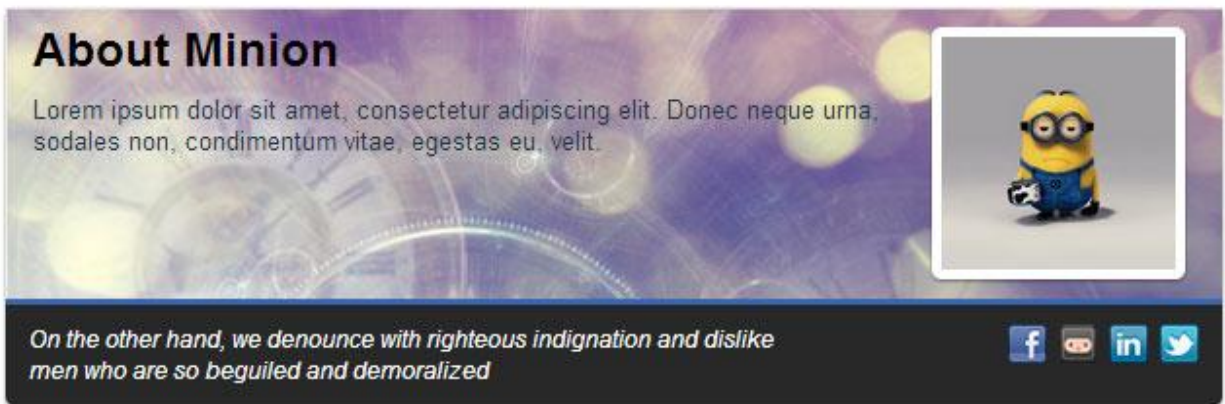 About Minion
Lorem ipsum dolor sit amet, consectetur adipiscing elit. Donec neque urna,
sodales non, condimentum vitae, egestas eu, velit.
On the other hand, we denounce with righteous indignation and dislike
men who are so beguiled and demoralized
f
in